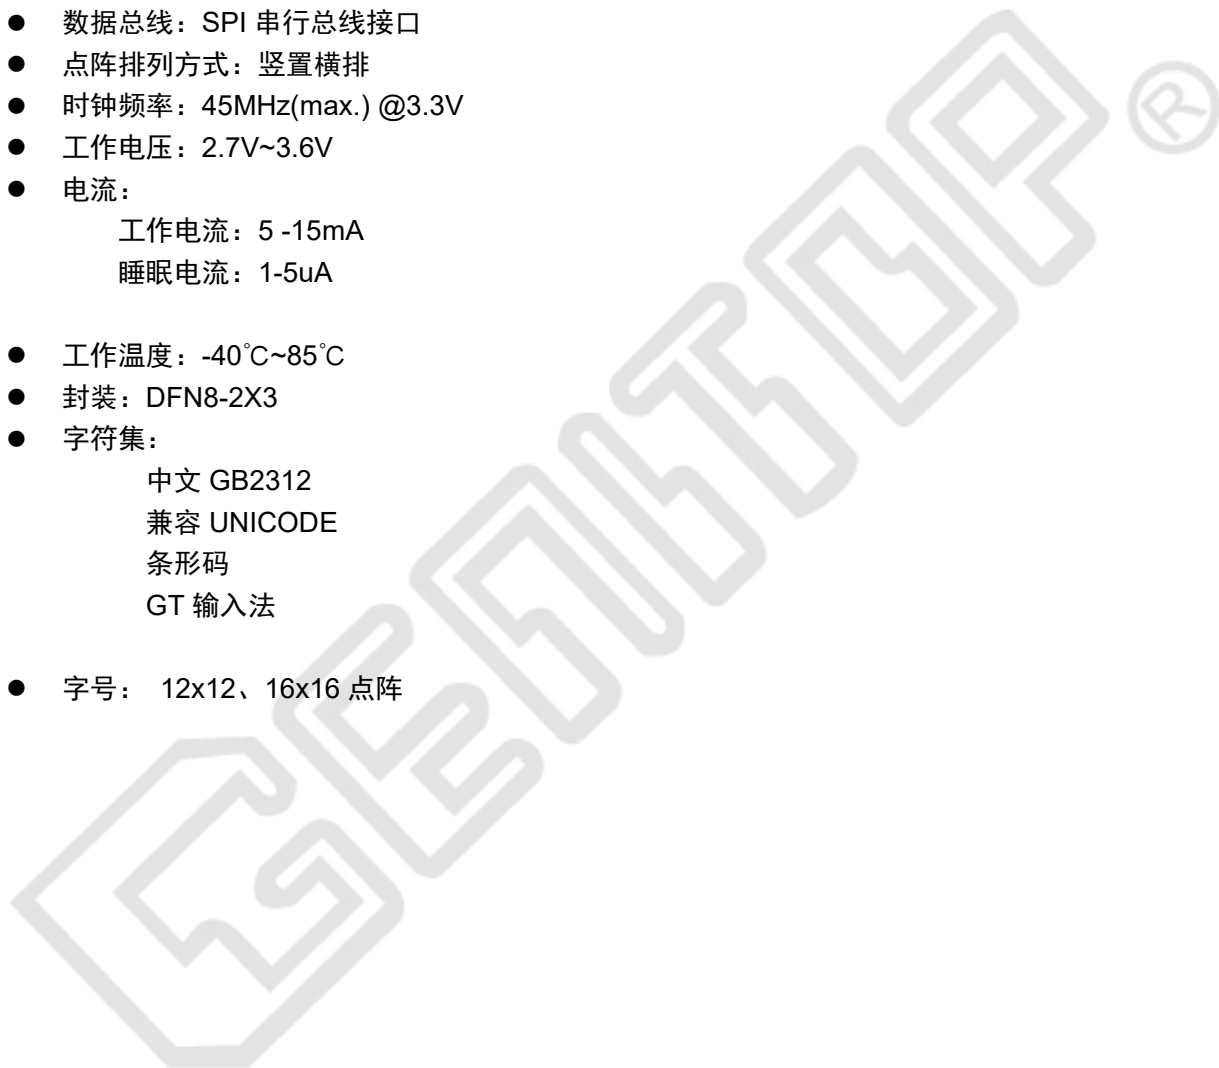 ● 数据总线：SPI 串行总线接口
● 点阵排列方式：竖置横排
● 时钟频率：45MHz(max.) @3.3V
● 工作电压：2.7V~3.6V
● 电流：
工作电流：5 -15mA
睡眠电流：1-5uA
● 工作温度：-40℃~85℃
● 封装：DFN8-2X3
● 字符集：
中文 GB2312
兼容 UNICODE
条形码
GT 输入法
● 字号： 12x12、16x16 点阵
GENITOP®